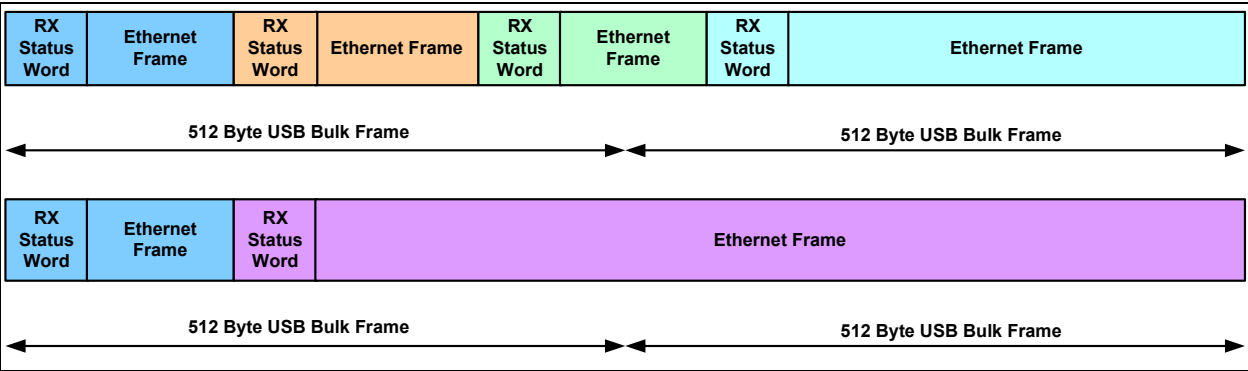 RX
Status
Word
Ethernet
Frame
RX
Status
Word
Ethernet Frame
RX
Status
Word
Ethernet
Frame
RX
Status
Word
Ethernet Frame
512 Byte USB Bulk Frame
512 Byte USB Bulk Frame
RX
Status
Word
Ethernet
Frame
RX
Status
Word
Ethernet Frame
512 Byte USB Bulk Frame
512 Byte USB Bulk Frame